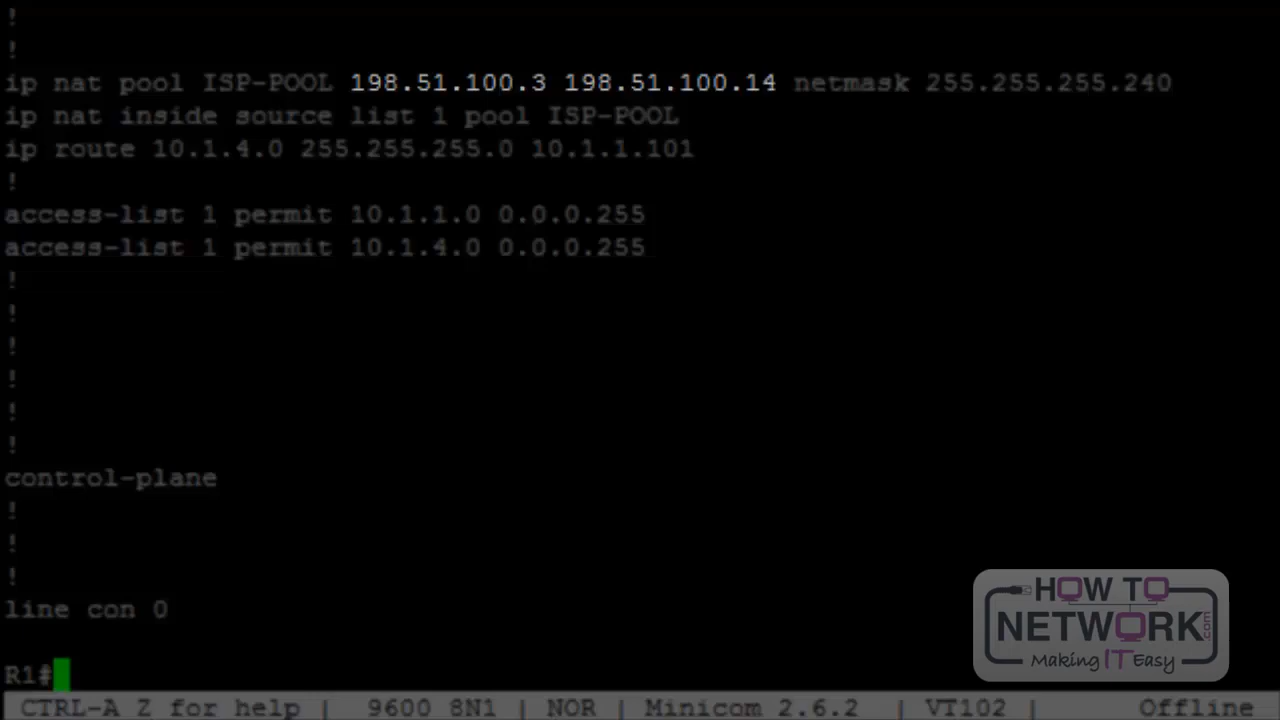 !
!
ip nat pool ISP-POOL 198.51.100.3 198.51.100.14 netmask 255.255.255.240
ip nat inside source list 1 pool ISP-POOL
ip route 10.1.4.0 255.255.255.0 10.1.1.101
!
access-list 1 permit 10.1.1.0 0.0.0.255
access-list 1 permit 10.1.4.0 0.0.0.255
!
!
!
!
!
!
control-plane
!
!
!
line con 0
HOW TO
NETWORK.com
Making IT Easy
R1#
CTRL-A Z for help | 9600 8N1 | NOR | Minicom 2.6.2 | VT102 | Offline